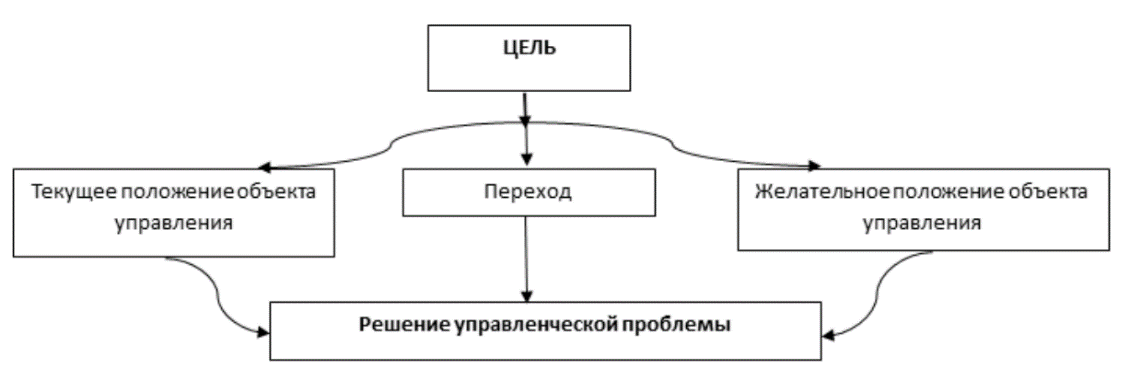 ЦЕЛЬ
Текущее положение объекта
управления
Переход
Желательное положение объекта
управления
Решение управленческой проблемы